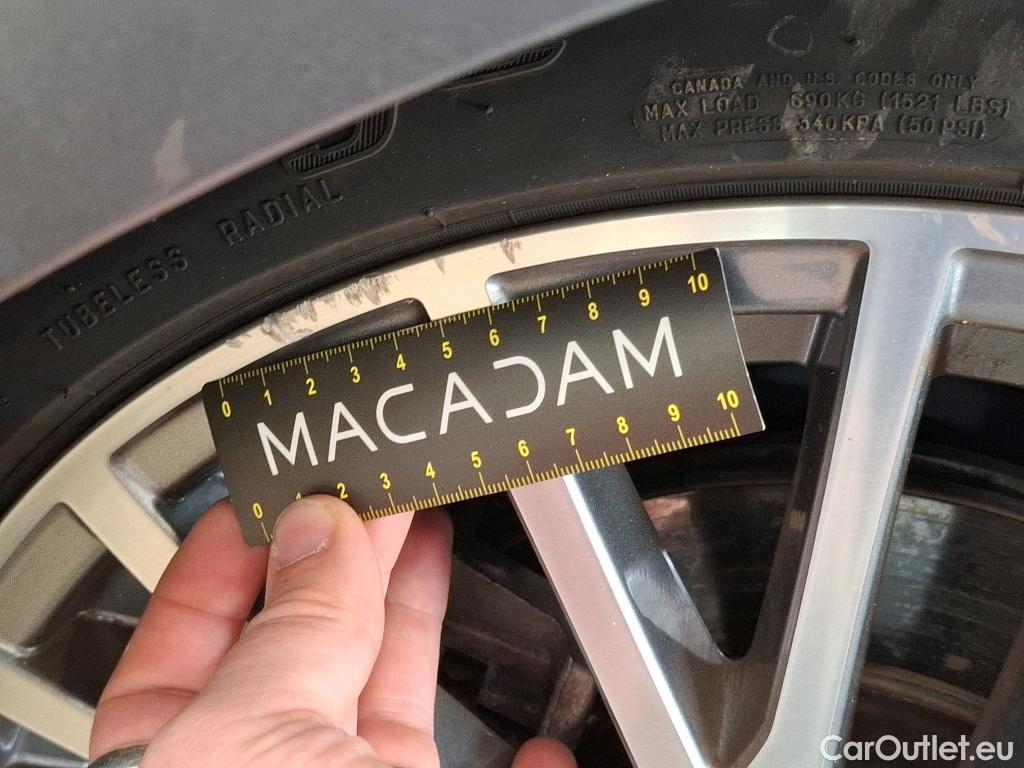 CANADA AND U.S. CODES ONLY
MAX LOAD 690KG (1521 LBS)
MAX PRESS 340KPA (50 PSI)
TUBELESS RADIAL
0 1 2 3 4 5 6 7 8 9 10
MACADAM
0 1 2 3 4 5 6 7 8 9 10
CarOutlet.eu